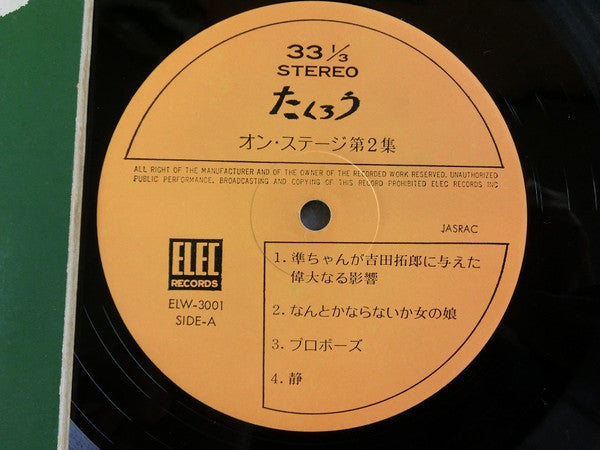 33 1/3
STEREO
たくろう
オン・ステージ第2集
ALL RIGHT OF THE MANUFACTURER AND OF THE OWNER OF THE RECORDED WORK RESERVED. UNAUTHORIZED
PUBLIC PERFORMANCE. BROADCASTING AND COPYING OF THIS RECORD PROHIBITED ELEC RECORDS INC
JASRAC
ELEC
RECORDS
ELW-3001
SIDE-A
1. 準ちゃんが吉田拓郎に与えた
偉大なる影響
2. なんとかならないか女の娘
3. プロポーズ
4. 静